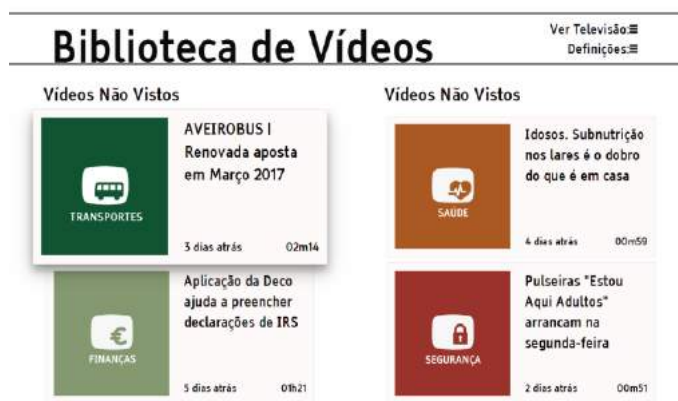 Biblioteca de Vídeos
Ver Televisão:≡
Definições:≡
Vídeos Não Vistos
TRANSPORTES
AVEIROBUS |
Renovada aposta
em Março 2017
3 dias atrás 02m14
FINANÇAS
Aplicação da Deco
ajuda a preencher
declarações de IRS
5 dias atrás 01h21
Vídeos Não Vistos
SAÚDE
Idosos. Subnutrição
nos lares é o dobro
do que é em casa
4 dias atrás 00m59
SEGURANÇA
Pulseiras "Estou
Aqui Adultos"
arrancam na
segunda-feira
2 dias atrás 00m51